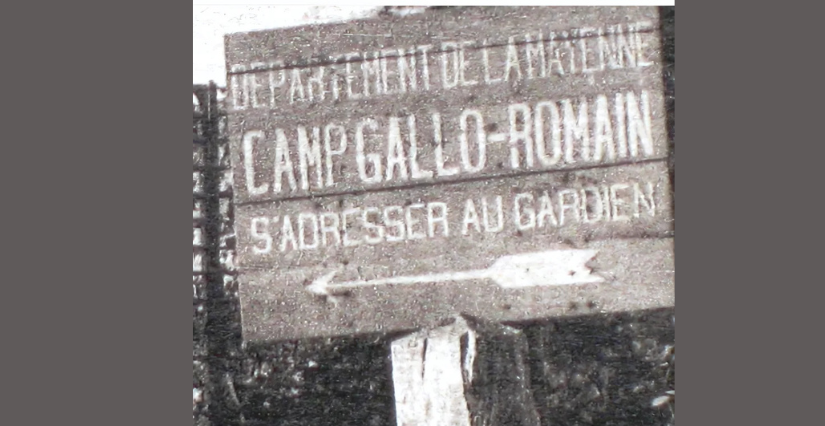 DEPARTEMENT DE LA MAYENNE
CAMP GALLO-ROMAIN
S'ADRESSER AU GARDIEN